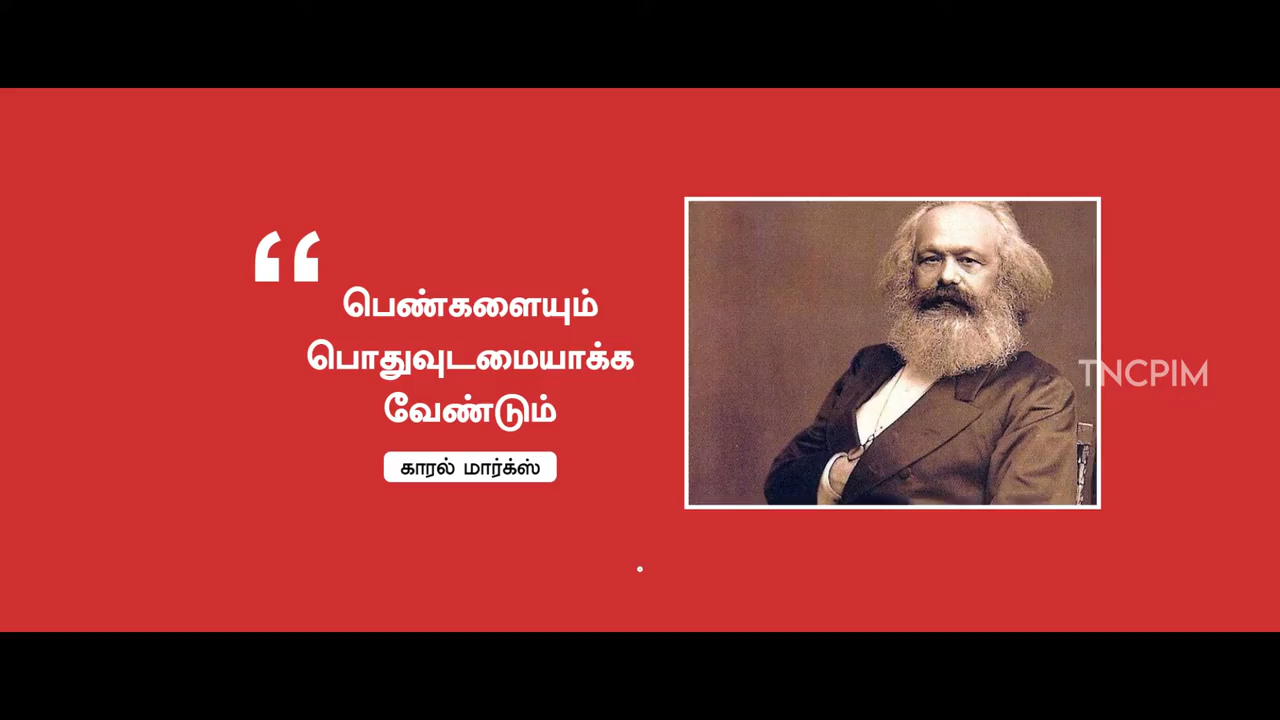 “
பெண்களையும்
பொதுவுடமையாக்க
வேண்டும்
காரல் மார்க்ஸ்
TNCPIM